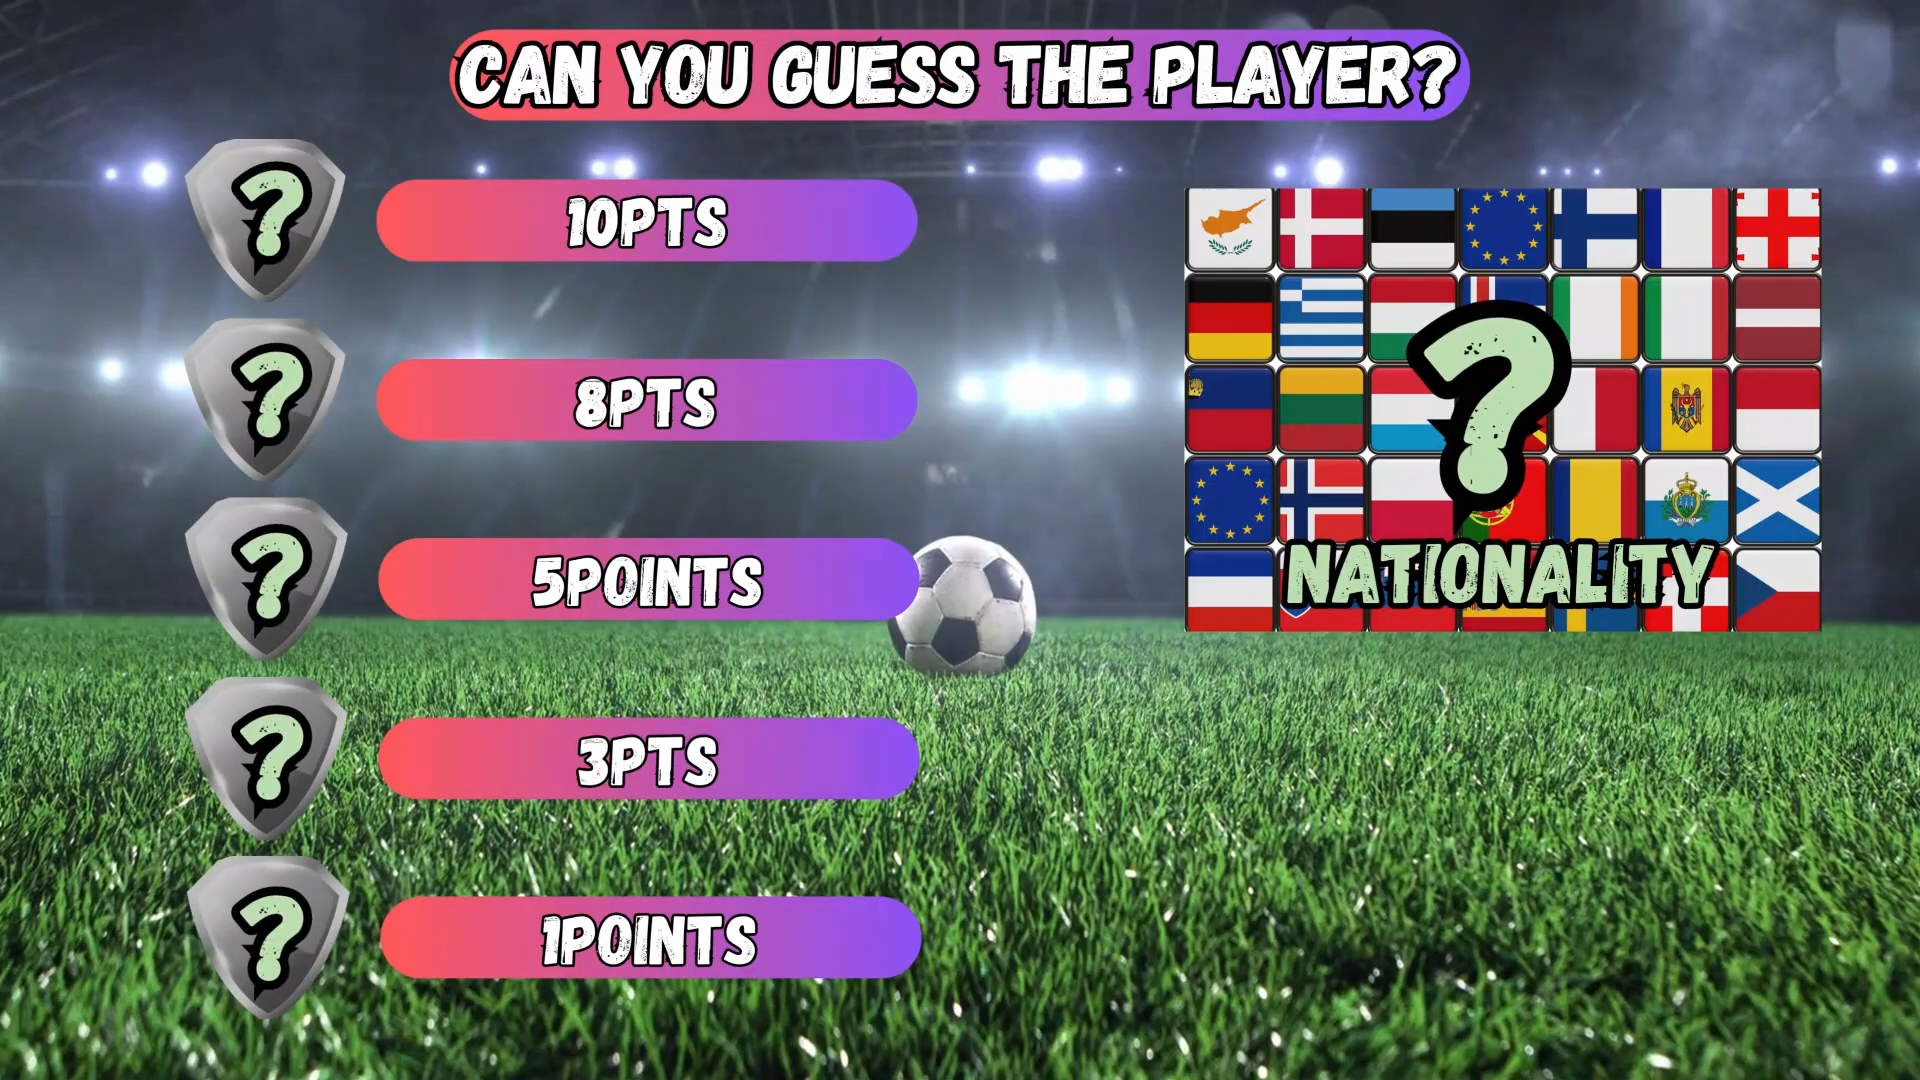 CAN YOU GUESS THE PLAYER?
?
10PTS
?
8PTS
?
5POINTS
?
3PTS
?
1POINTS
?
NATIONALITY